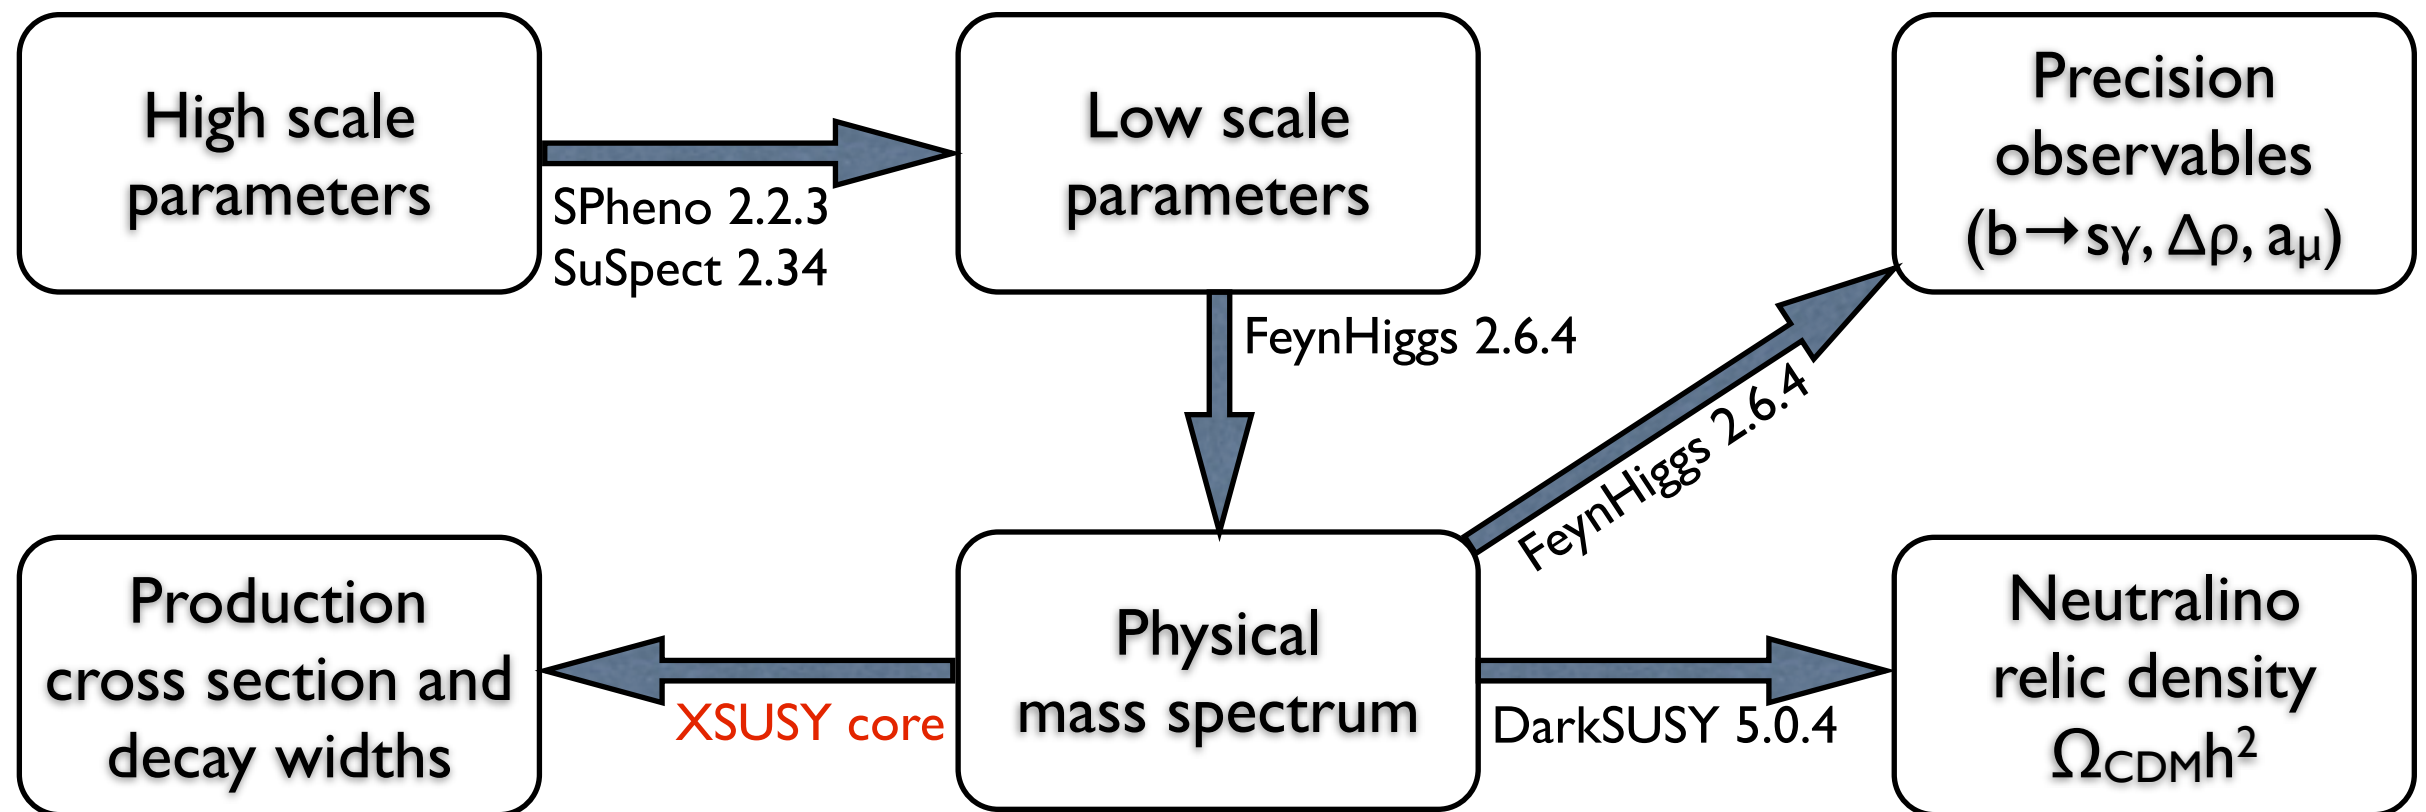 High scale
parameters
SPheno 2.2.3
SuSpect 2.34
Low scale
parameters
Precision
observables
(b→sγ, Δρ, aμ)
FeynHiggs 2.6.4
FeynHiggs 2.6.4
Production
cross section and
decay widths
XSUSY core
Physical
mass spectrum
DarkSUSY 5.0.4
Neutralino
relic density
Ω_CDM h²